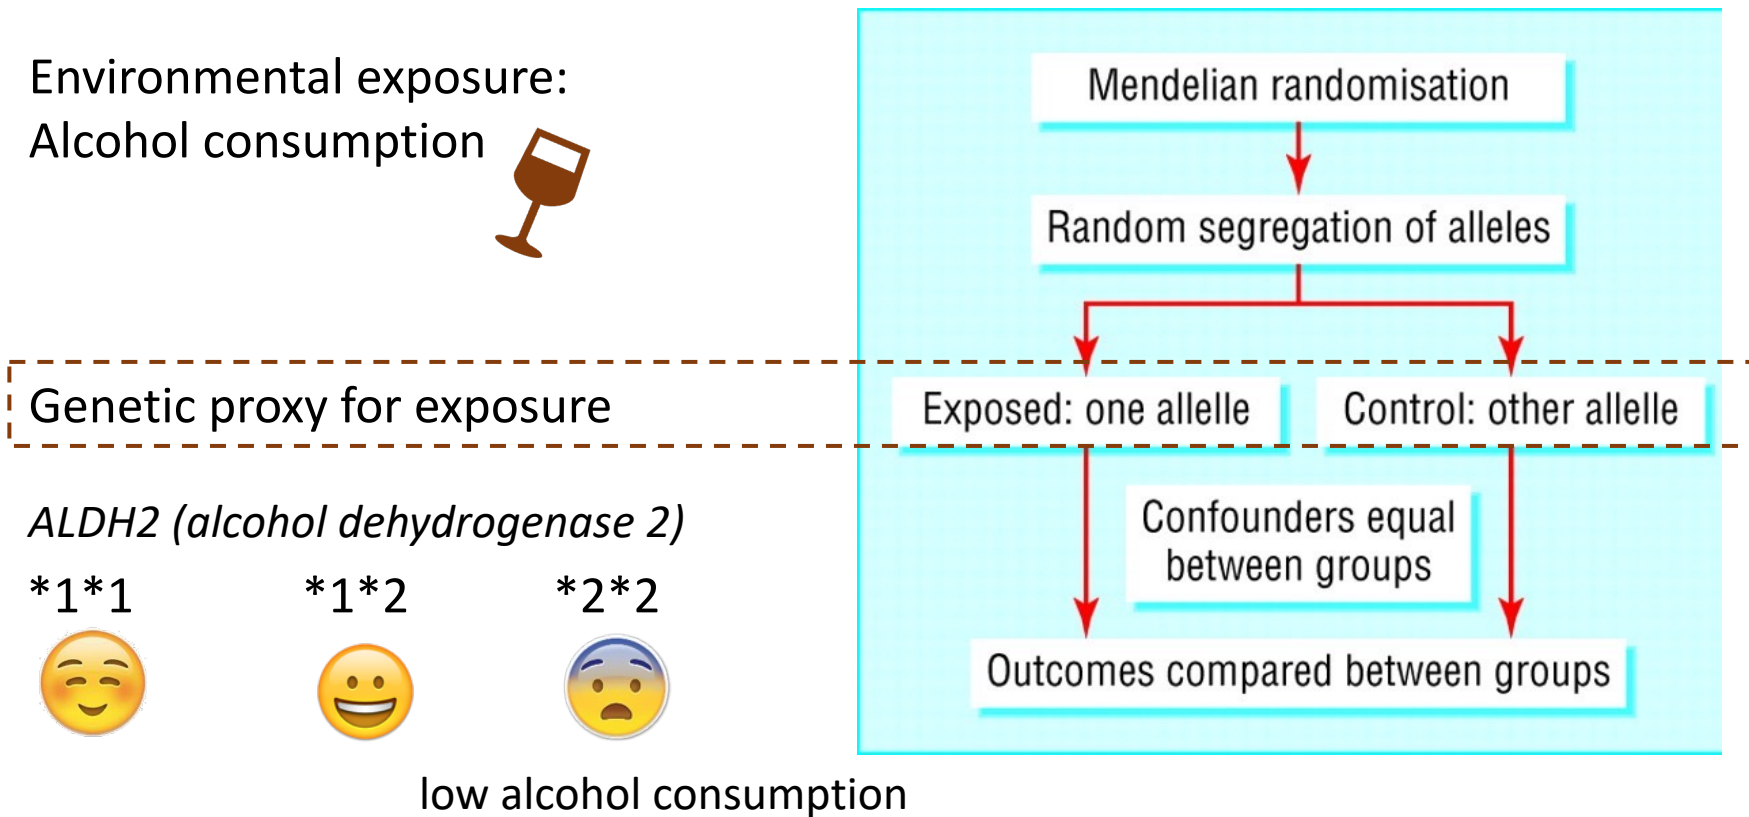 Environmental exposure:
Alcohol consumption
Genetic proxy for exposure
ALDH2 (alcohol dehydrogenase 2)
*1*1 *1*2 *2*2
low alcohol consumption
Mendelian randomisation
Random segregation of alleles
Exposed: one allelle
Control: other allelle
Confounders equal
between groups
Outcomes compared between groups